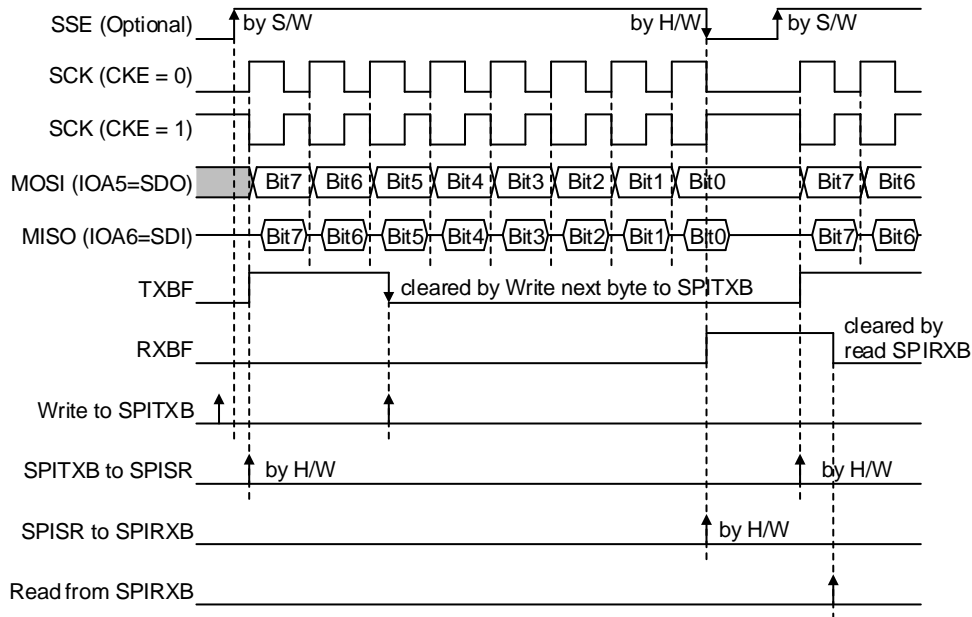 SSE (Optional) by S/W by H/W by S/W
SCK (CKE = 0)
SCK (CKE = 1)
MOSI (IOA5=SDO) Bit7 Bit6 Bit5 Bit4 Bit3 Bit2 Bit1 Bit0 Bit7 Bit6
MISO (IOA6=SDI) Bit7 Bit6 Bit5 Bit4 Bit3 Bit2 Bit1 Bit0 Bit7 Bit6
TXBF cleared by Write next byte to SPITXB
RXBF cleared by
read SPIRXB
Write to SPITXB
SPITXB to SPISR by H/W by H/W
SPISR to SPIRXB by H/W
Read from SPIRXB